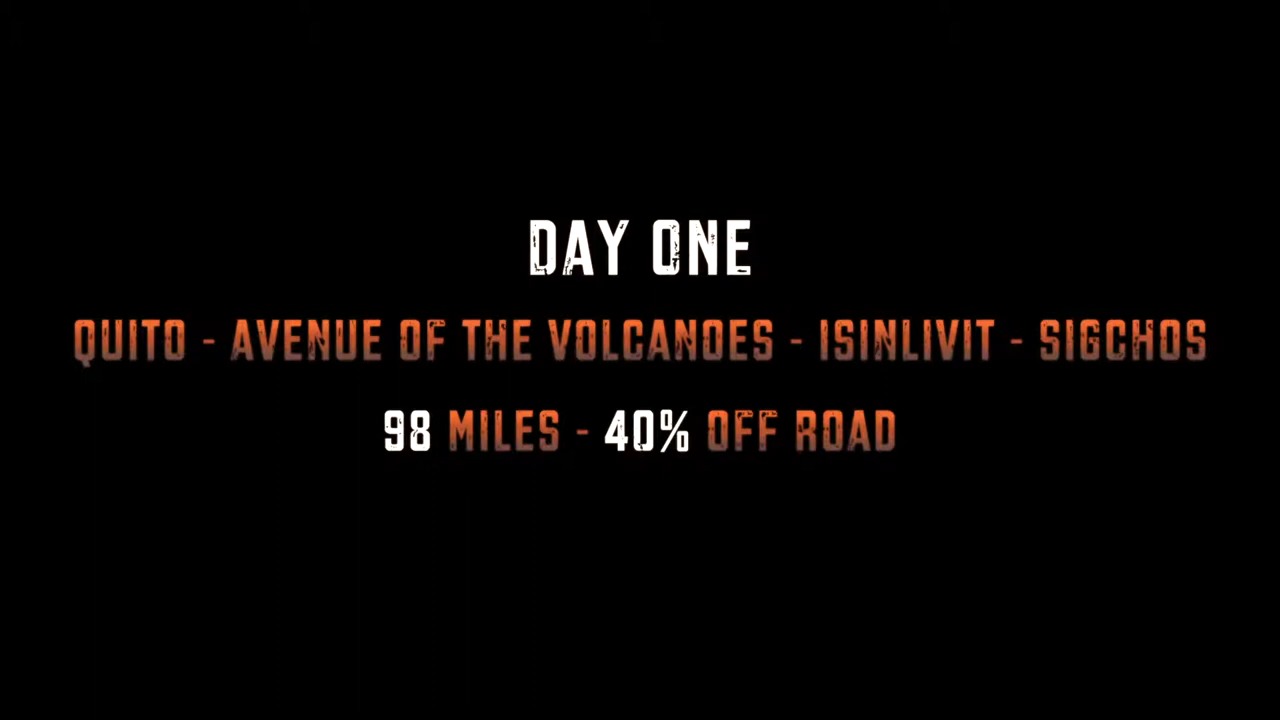 DAY ONE
QUITO - AVENUE OF THE VOLCANOES - ISINLIVIT - SIGCHOS
98 MILES - 40% OFF ROAD